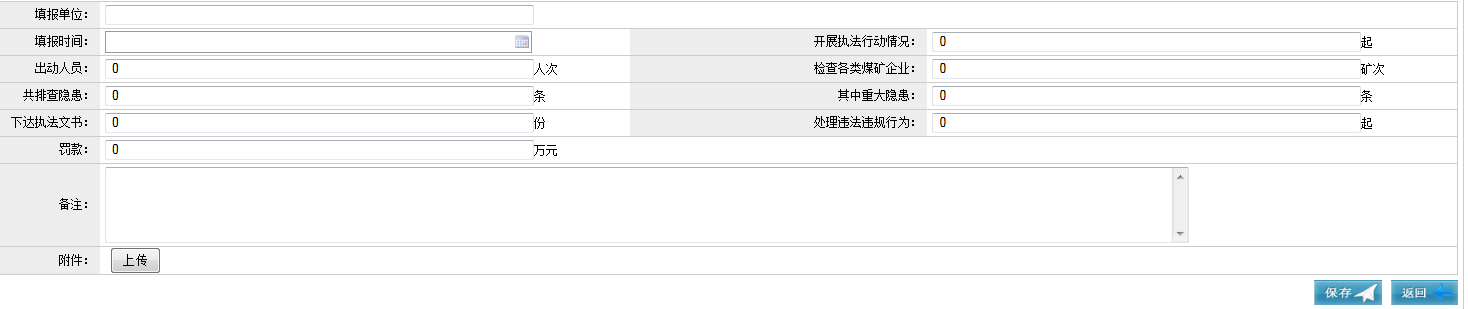 填报单位：
填报时间： 开展执法行动情况： 0 起
出动人员： 0 人次 检查各类煤矿企业： 0 矿次
共排查隐患： 0 条 其中重大隐患： 0 条
下达执法文书： 0 份 处理违法违规行为： 0 起
罚款： 0 万元
备注：
附件： 上传
保存 返回